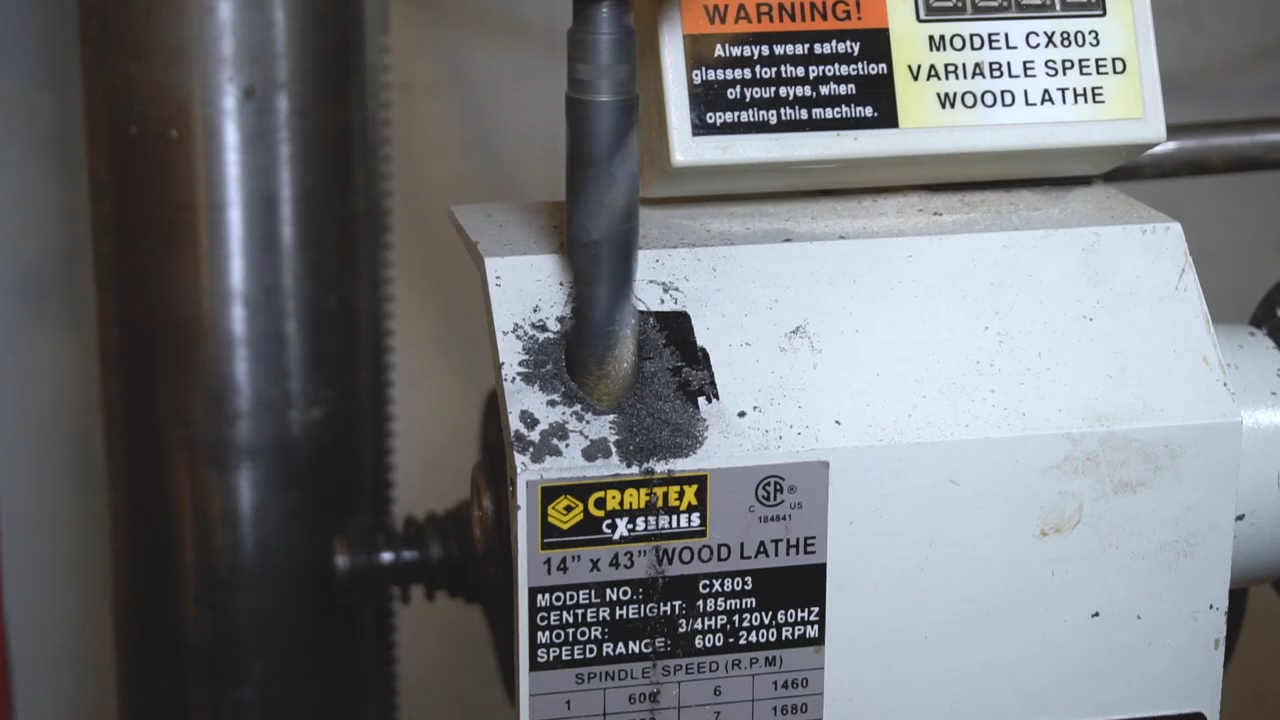 WARNING!
Always wear safety
glasses for the protection
of your eyes, when
operating this machine.
MODEL CX803
VARIABLE SPEED
WOOD LATHE
CRAFTEX
CX-SERIES
CSA ®
C US
184841
14" x 43" WOOD LATHE
MODEL NO.: CX803
CENTER HEIGHT: 185mm
MOTOR: 3/4HP,120V,60HZ
SPEED RANGE: 600 - 2400 RPM
SPINDLE SPEED (R.P.M)
1 600 6 1460
7 1680